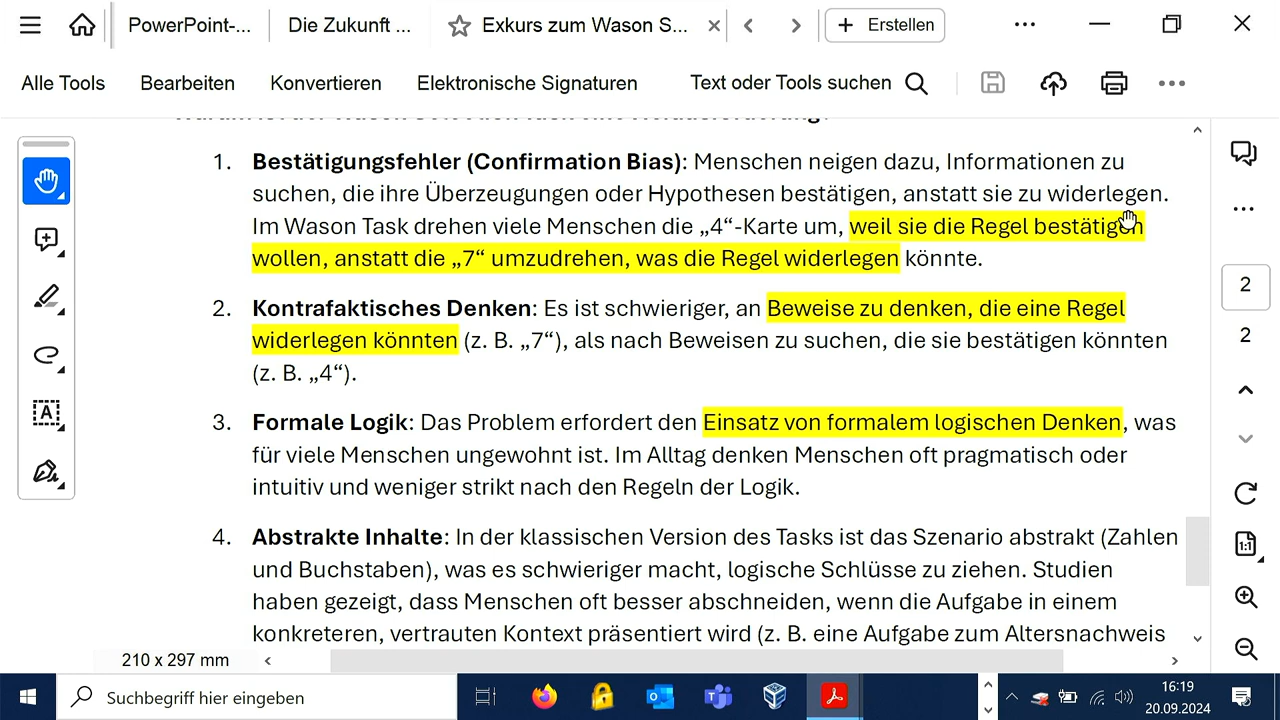 PowerPoint-...
Die Zukunft ...
Exkurs zum Wason S...
Erstellen
Alle Tools
Bearbeiten
Konvertieren
Elektronische Signaturen
Text oder Tools suchen
1. Bestätigungsfehler (Confirmation Bias): Menschen neigen dazu, Informationen zu
suchen, die ihre Überzeugungen oder Hypothesen bestätigen, anstatt sie zu widerlegen.
Im Wason Task drehen viele Menschen die „4“-Karte um, weil sie die Regel bestätigen
wollen, anstatt die „7“ umzudrehen, was die Regel widerlegen könnte.
2. Kontrafaktisches Denken: Es ist schwieriger, an Beweise zu denken, die eine Regel
widerlegen könnten (z. B. „7“), als nach Beweisen zu suchen, die sie bestätigen könnten
(z. B. „4“).
3. Formale Logik: Das Problem erfordert den Einsatz von formalem logischen Denken, was
für viele Menschen ungewohnt ist. Im Alltag denken Menschen oft pragmatisch oder
intuitiv und weniger strikt nach den Regeln der Logik.
4. Abstrakte Inhalte: In der klassischen Version des Tasks ist das Szenario abstrakt (Zahlen
und Buchstaben), was es schwieriger macht, logische Schlüsse zu ziehen. Studien
haben gezeigt, dass Menschen oft besser abschneiden, wenn die Aufgabe in einem
konkreteren, vertrauten Kontext präsentiert wird (z. B. eine Aufgabe zum Altersnachweis
2
2
1:1
210 x 297 mm
Suchbegriff hier eingeben
16:19
20.09.2024